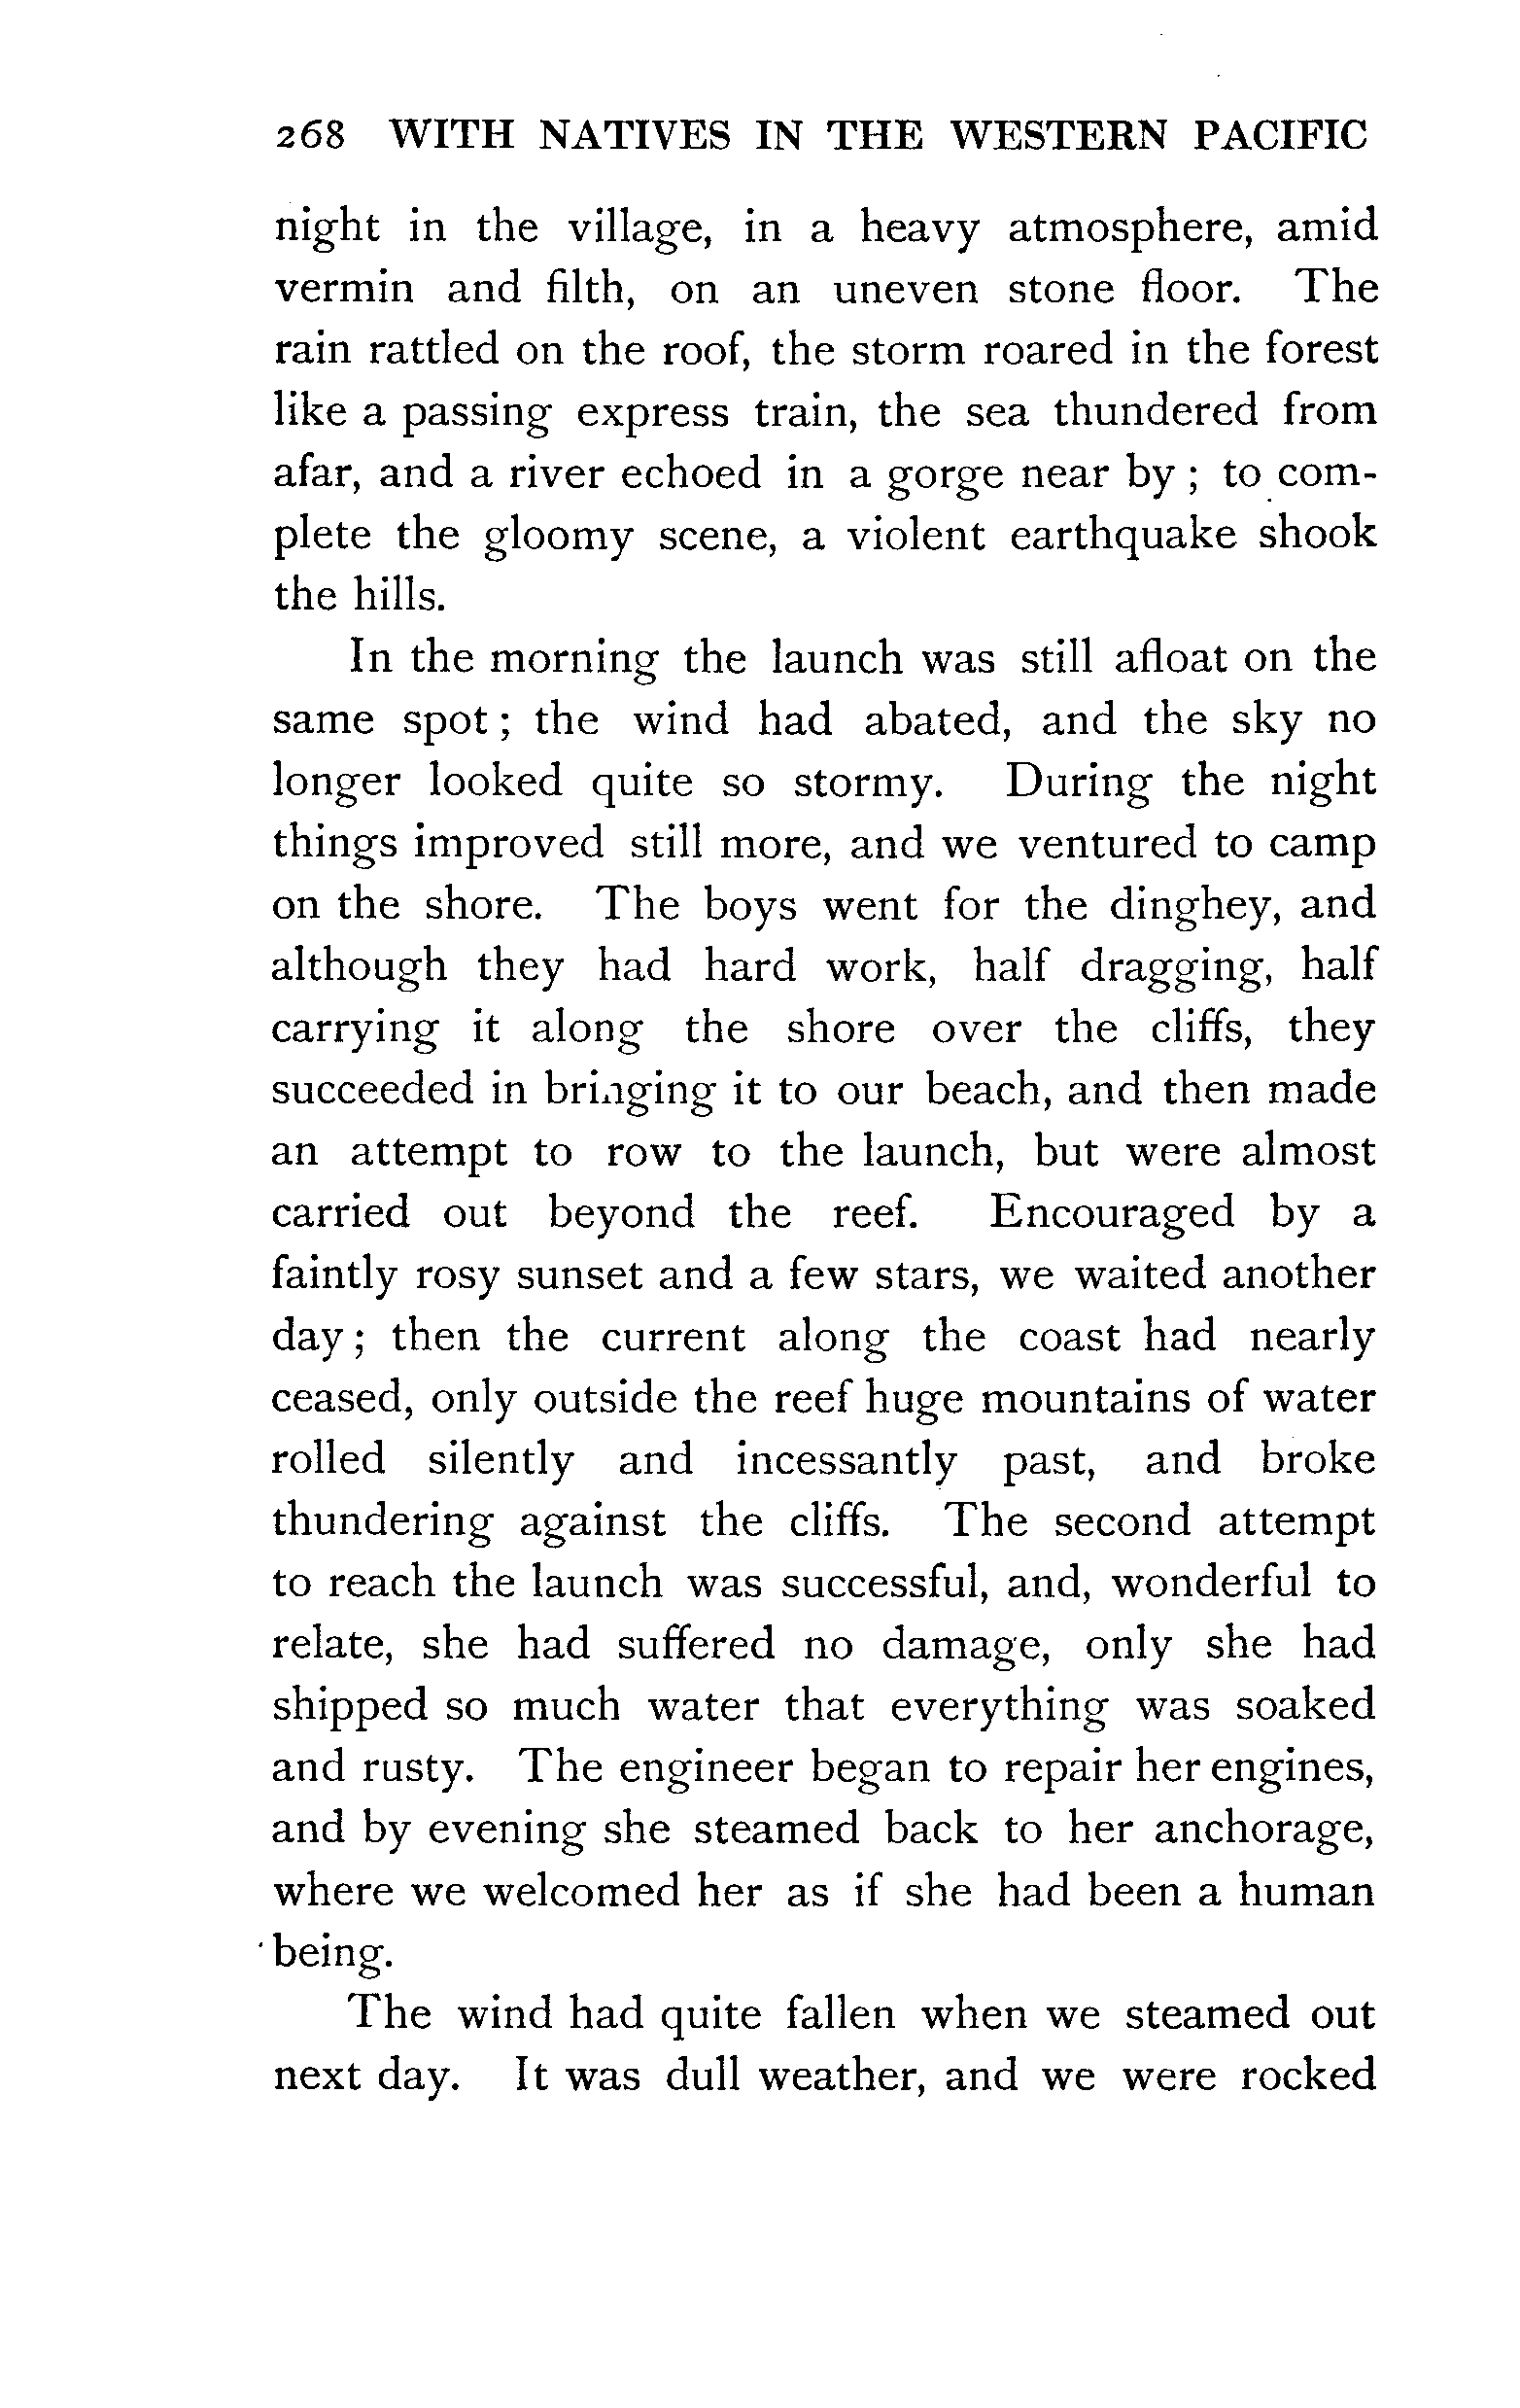 268 WITH NATIVES IN THE WESTERN PACIFIC
night in the village, in a heavy atmosphere, amid
vermin and filth, on an uneven stone floor. The
rain rattled on the roof, the storm roared in the forest
like a passing express train, the sea thundered from
afar, and a river echoed in a gorge near by ; to com-
plete the gloomy scene, a violent earthquake shook
the hills.
In the morning the launch was still afloat on the
same spot ; the wind had abated, and the sky no
longer looked quite so stormy. During the night
things improved still more, and we ventured to camp
on the shore. The boys went for the dinghey, and
although they had hard work, half dragging, half
carrying it along the shore over the cliffs, they
succeeded in bringing it to our beach, and then made
an attempt to row to the launch, but were almost
carried out beyond the reef. Encouraged by a
faintly rosy sunset and a few stars, we waited another
day ; then the current along the coast had nearly
ceased, only outside the reef huge mountains of water
rolled silently and incessantly past, and broke
thundering against the cliffs. The second attempt
to reach the launch was successful, and, wonderful to
relate, she had suffered no damage, only she had
shipped so much water that everything was soaked
and rusty. The engineer began to repair her engines,
and by evening she steamed back to her anchorage,
where we welcomed her as if she had been a human
being.
The wind had quite fallen when we steamed out
next day. It was dull weather, and we were rocked